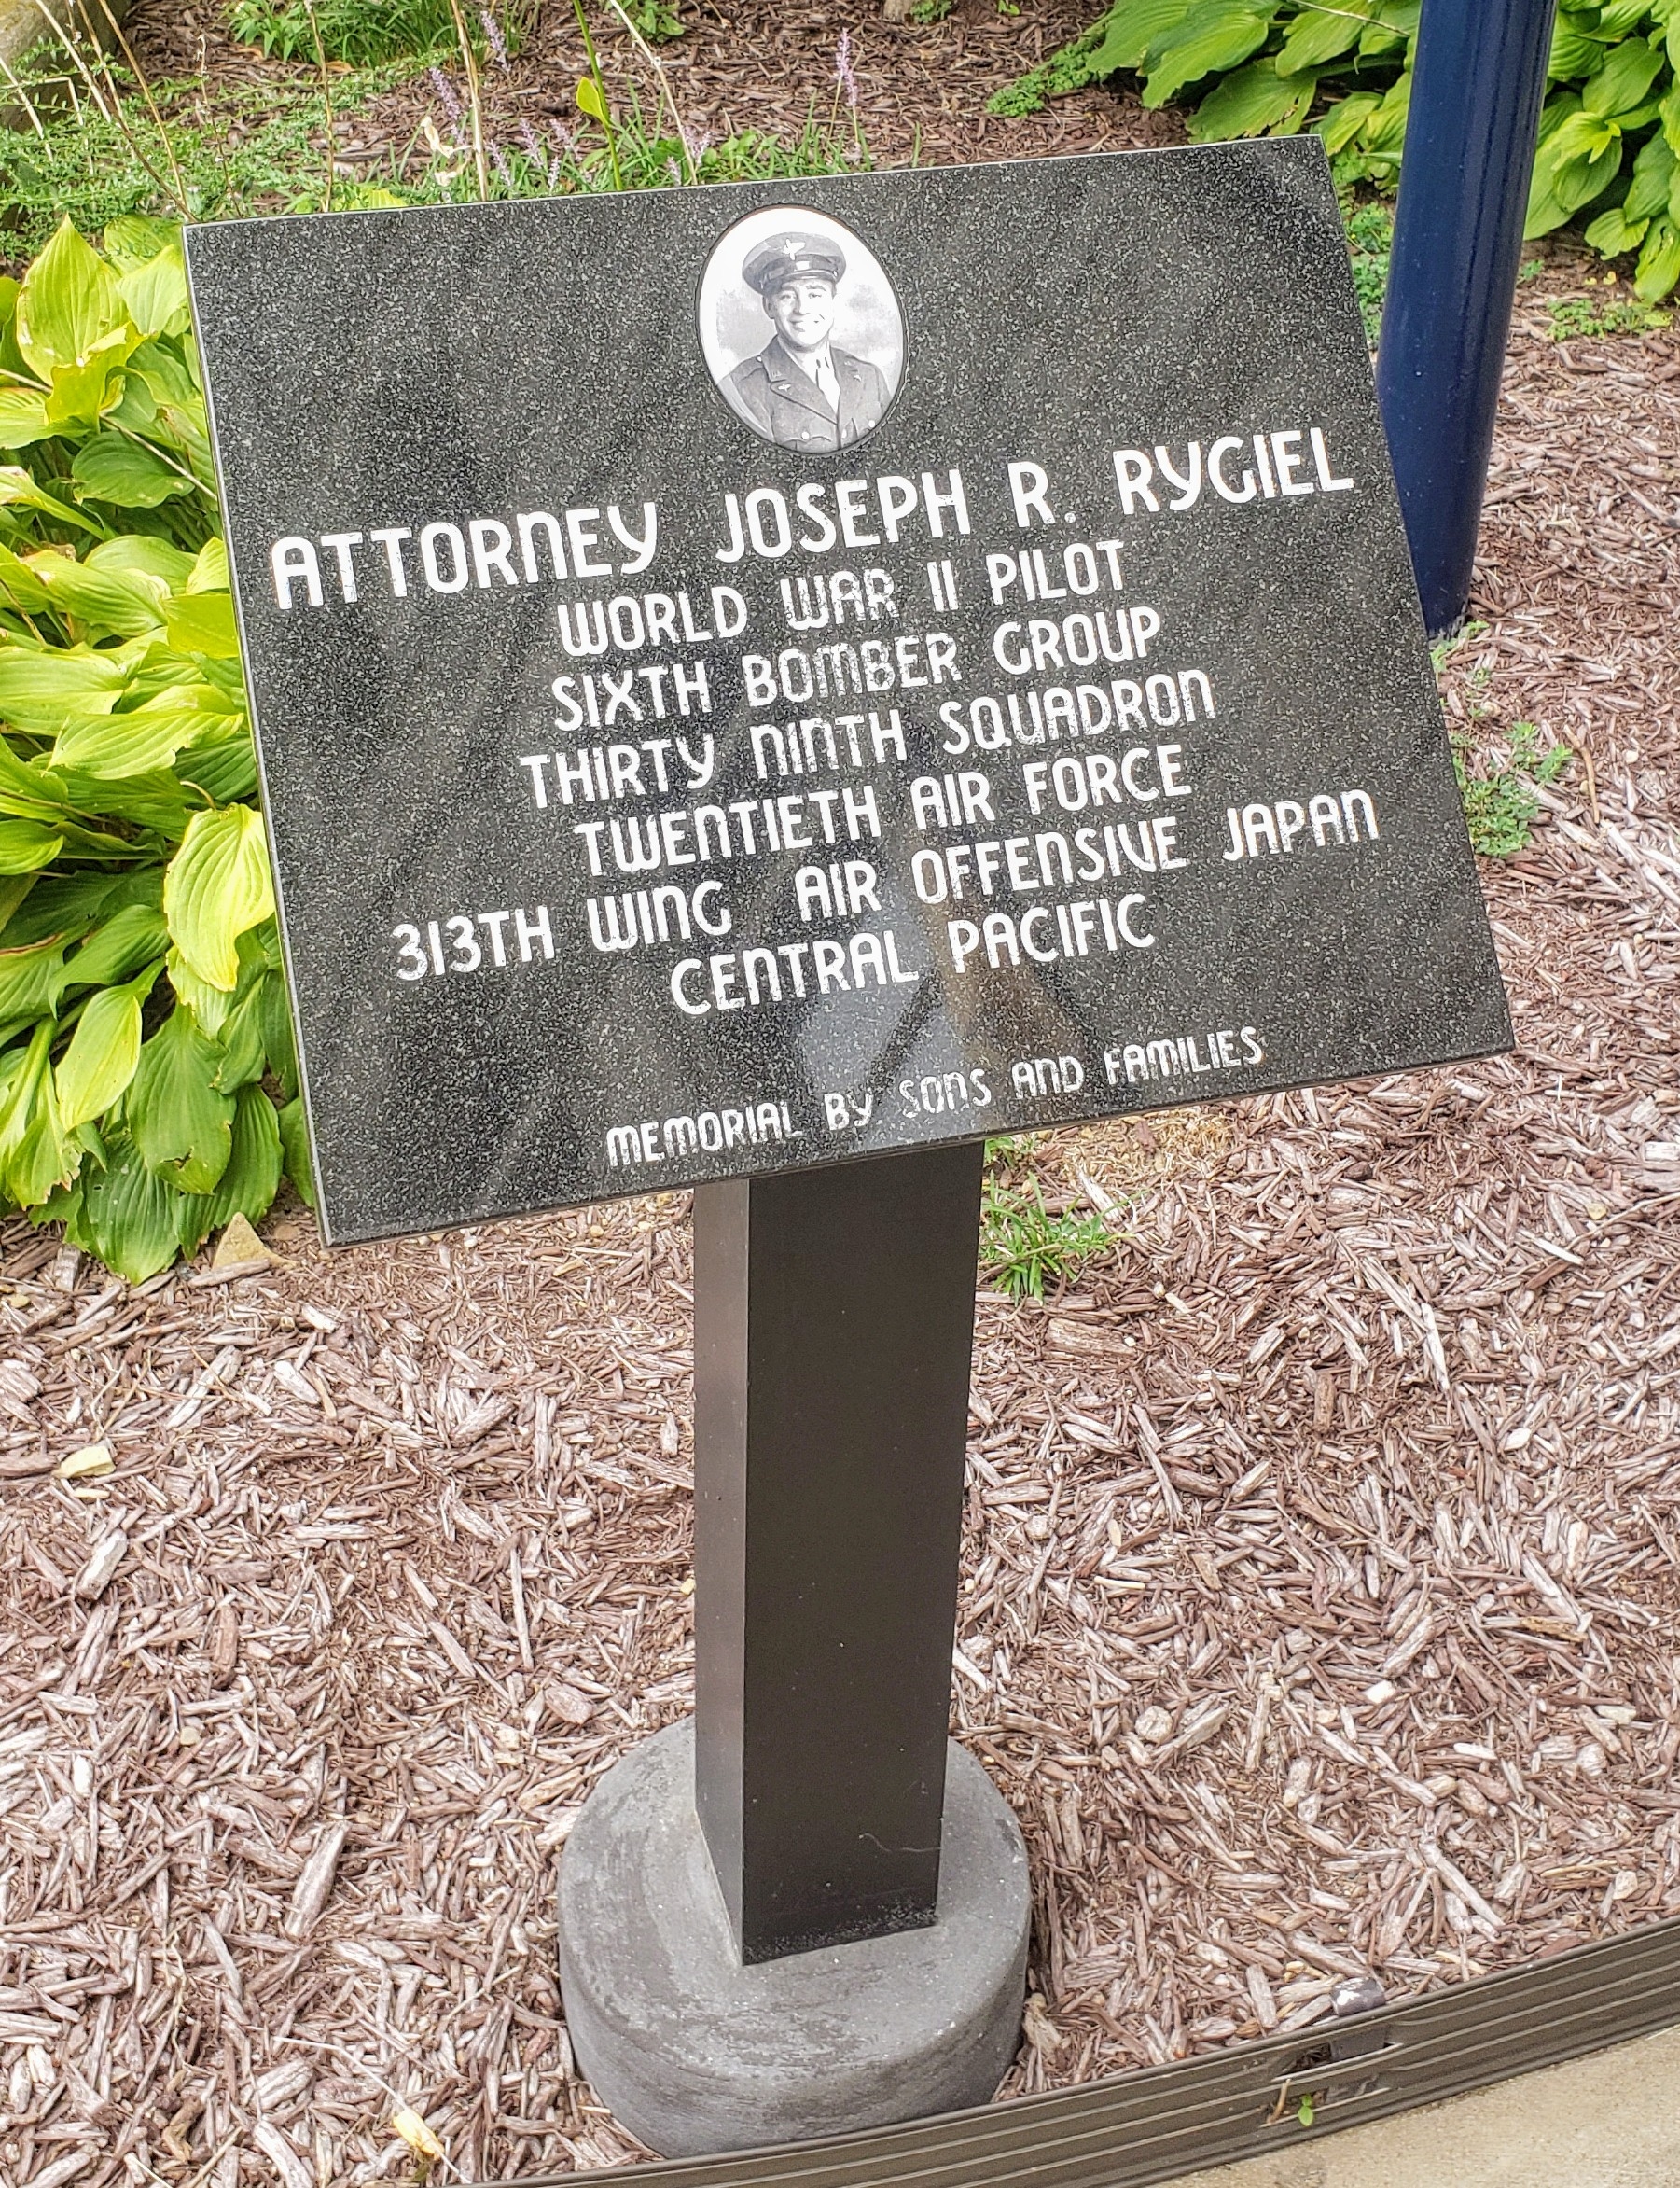 ATTORNEY JOSEPH R. RYGIEL
WORLD WAR II PILOT
SIXTH BOMBER GROUP
THIRTY NINTH SQUADRON
TWENTIETH AIR FORCE
313TH WING AIR OFFENSIVE JAPAN
CENTRAL PACIFIC
MEMORIAL BY SONS AND FAMILIES